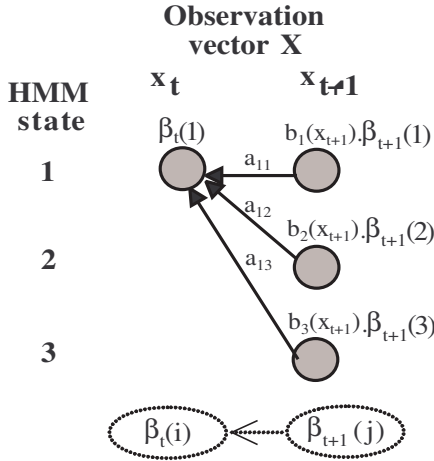 Observation
vector X
x_t x_t+1
HMM
state
β_t(1) b_1(x_t+1).β_t+1(1)
1 a_11
a_12
b_2(x_t+1).β_t+1(2)
2 a_13
b_3(x_t+1).β_t+1(3)
3
β_t(i) β_t+1(j)